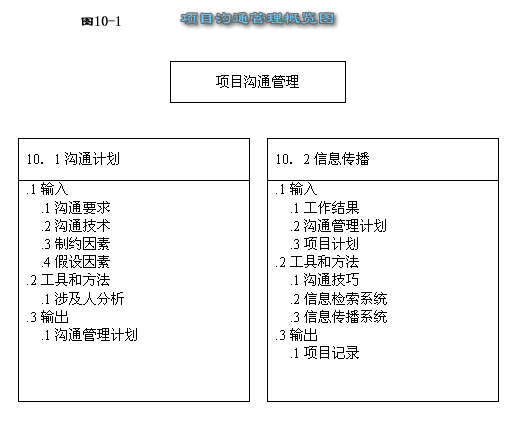 图10-1 项目沟通管理概览图
项目沟通管理
10．1沟通计划
.1 输入
.1 沟通要求
.2 沟通技术
.3 制约因素
.4 假设因素
.2 工具和方法
.1 涉及人分析
.3 输出
.1 沟通管理计划
10．2信息传播
.1 输入
.1 工作结果
.2 沟通管理计划
.3 项目计划
.2 工具和方法
.1 沟通技巧
.2 信息检索系统
.3 信息传播系统
.3 输出
.1 项目记录